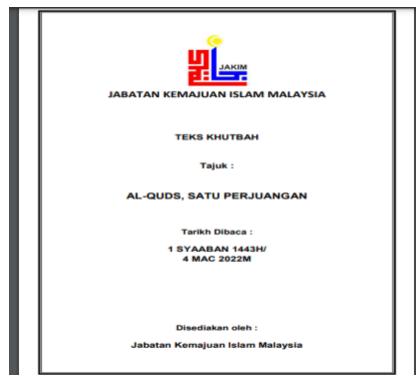 JAKIM
JABATAN KEMAJUAN ISLAM MALAYSIA
TEKS KHUTBAH
Tajuk :
AL-QUDS, SATU PERJUANGAN
Tarikh Dibaca :
1 SYAABAN 1443H/
4 MAC 2022M
Disediakan oleh :
Jabatan Kemajuan Islam Malaysia